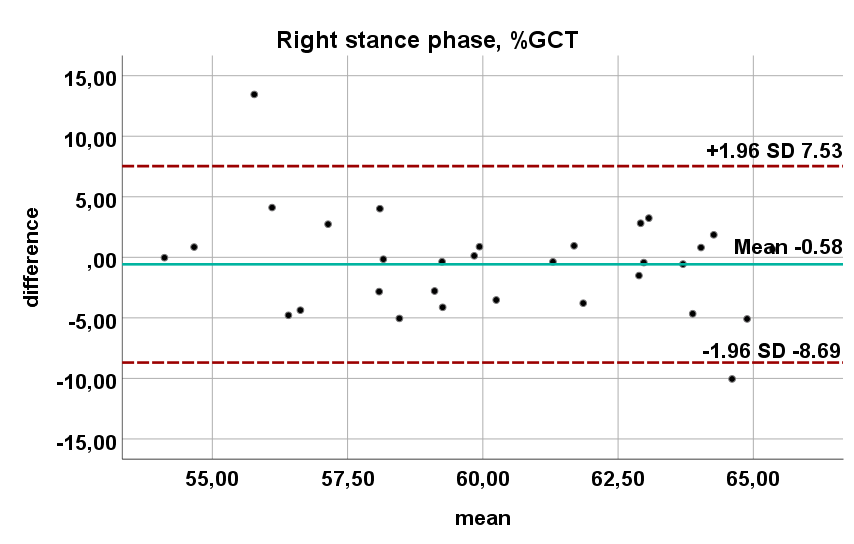 Right stance phase, %GCT
15,00
10,00
+1.96 SD 7.53
5,00
,00
Mean -0.58
difference
-5,00
-1.96 SD -8.69
-10,00
-15,00
55,00 57,50 60,00 62,50 65,00
mean